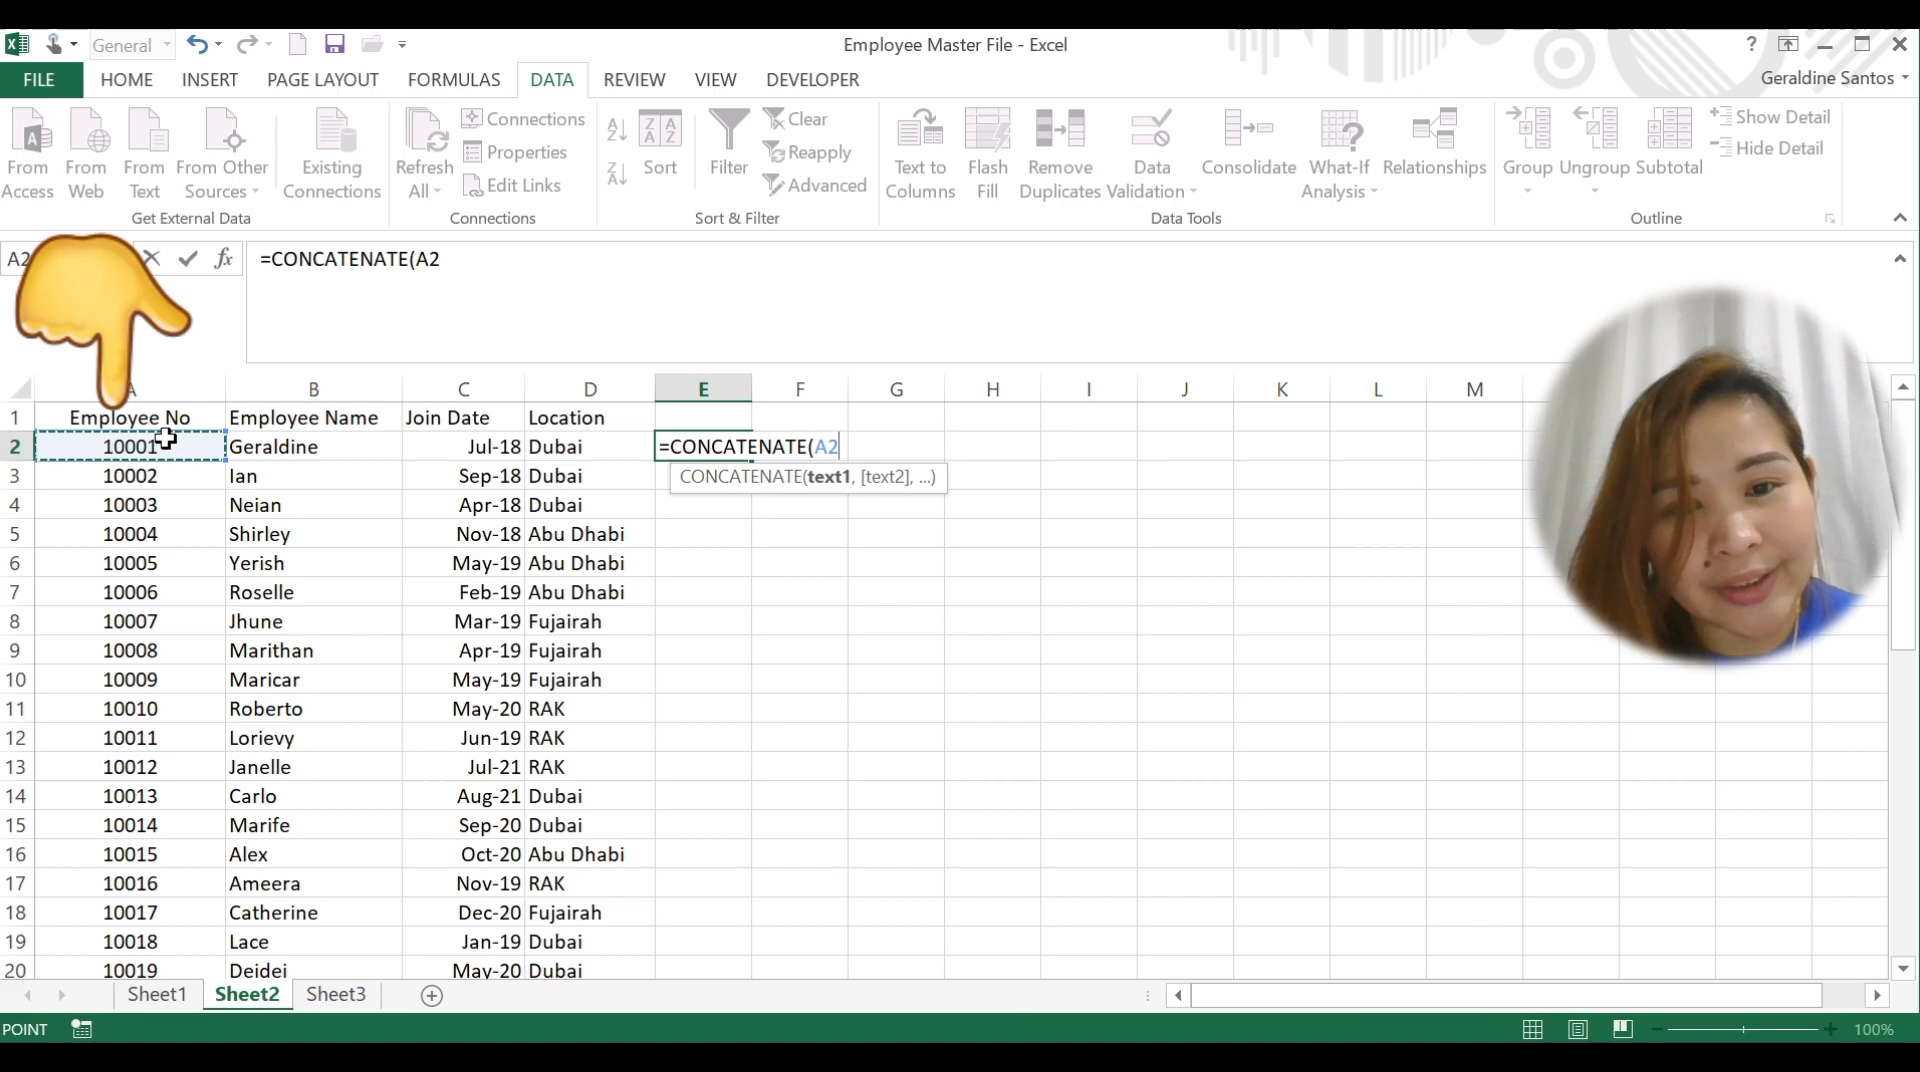 General
Employee Master File - Excel
?
FILE HOME INSERT PAGE LAYOUT FORMULAS DATA REVIEW VIEW DEVELOPER
Geraldine Santos
From Access
From Web
From Text
From Other Sources
Existing Connections
Get External Data
Refresh All
Connections
Properties
Edit Links
Connections
Sort
Filter
Clear
Reapply
Advanced
Sort & Filter
Text to Columns
Flash Fill
Remove Duplicates
Data Validation
Consolidate
What-If Analysis
Relationships
Data Tools
Group
Ungroup
Subtotal
Show Detail
Hide Detail
Outline
A2
fx
=CONCATENATE(A2
A B C D E F G H I J K L M
1 Employee No Employee Name Join Date Location
2 10001 Geraldine Jul-18 Dubai =CONCATENATE(A2
CONCATENATE(text1, [text2], ...)
3 10002 Ian Sep-18 Dubai
4 10003 Neian Apr-18 Dubai
5 10004 Shirley Nov-18 Abu Dhabi
6 10005 Yerish May-19 Abu Dhabi
7 10006 Roselle Feb-19 Abu Dhabi
8 10007 Jhune Mar-19 Fujairah
9 10008 Marithan Apr-19 Fujairah
10 10009 Maricar May-19 Fujairah
11 10010 Roberto May-20 RAK
12 10011 Lorievy Jun-19 RAK
13 10012 Janelle Jul-21 RAK
14 10013 Carlo Aug-21 Dubai
15 10014 Marife Sep-20 Dubai
16 10015 Alex Oct-20 Abu Dhabi
17 10016 Ameera Nov-19 RAK
18 10017 Catherine Dec-20 Fujairah
19 10018 Lace Jan-19 Dubai
20 10019 Deidei May-20 Dubai
Sheet1 Sheet2 Sheet3
POINT
100%